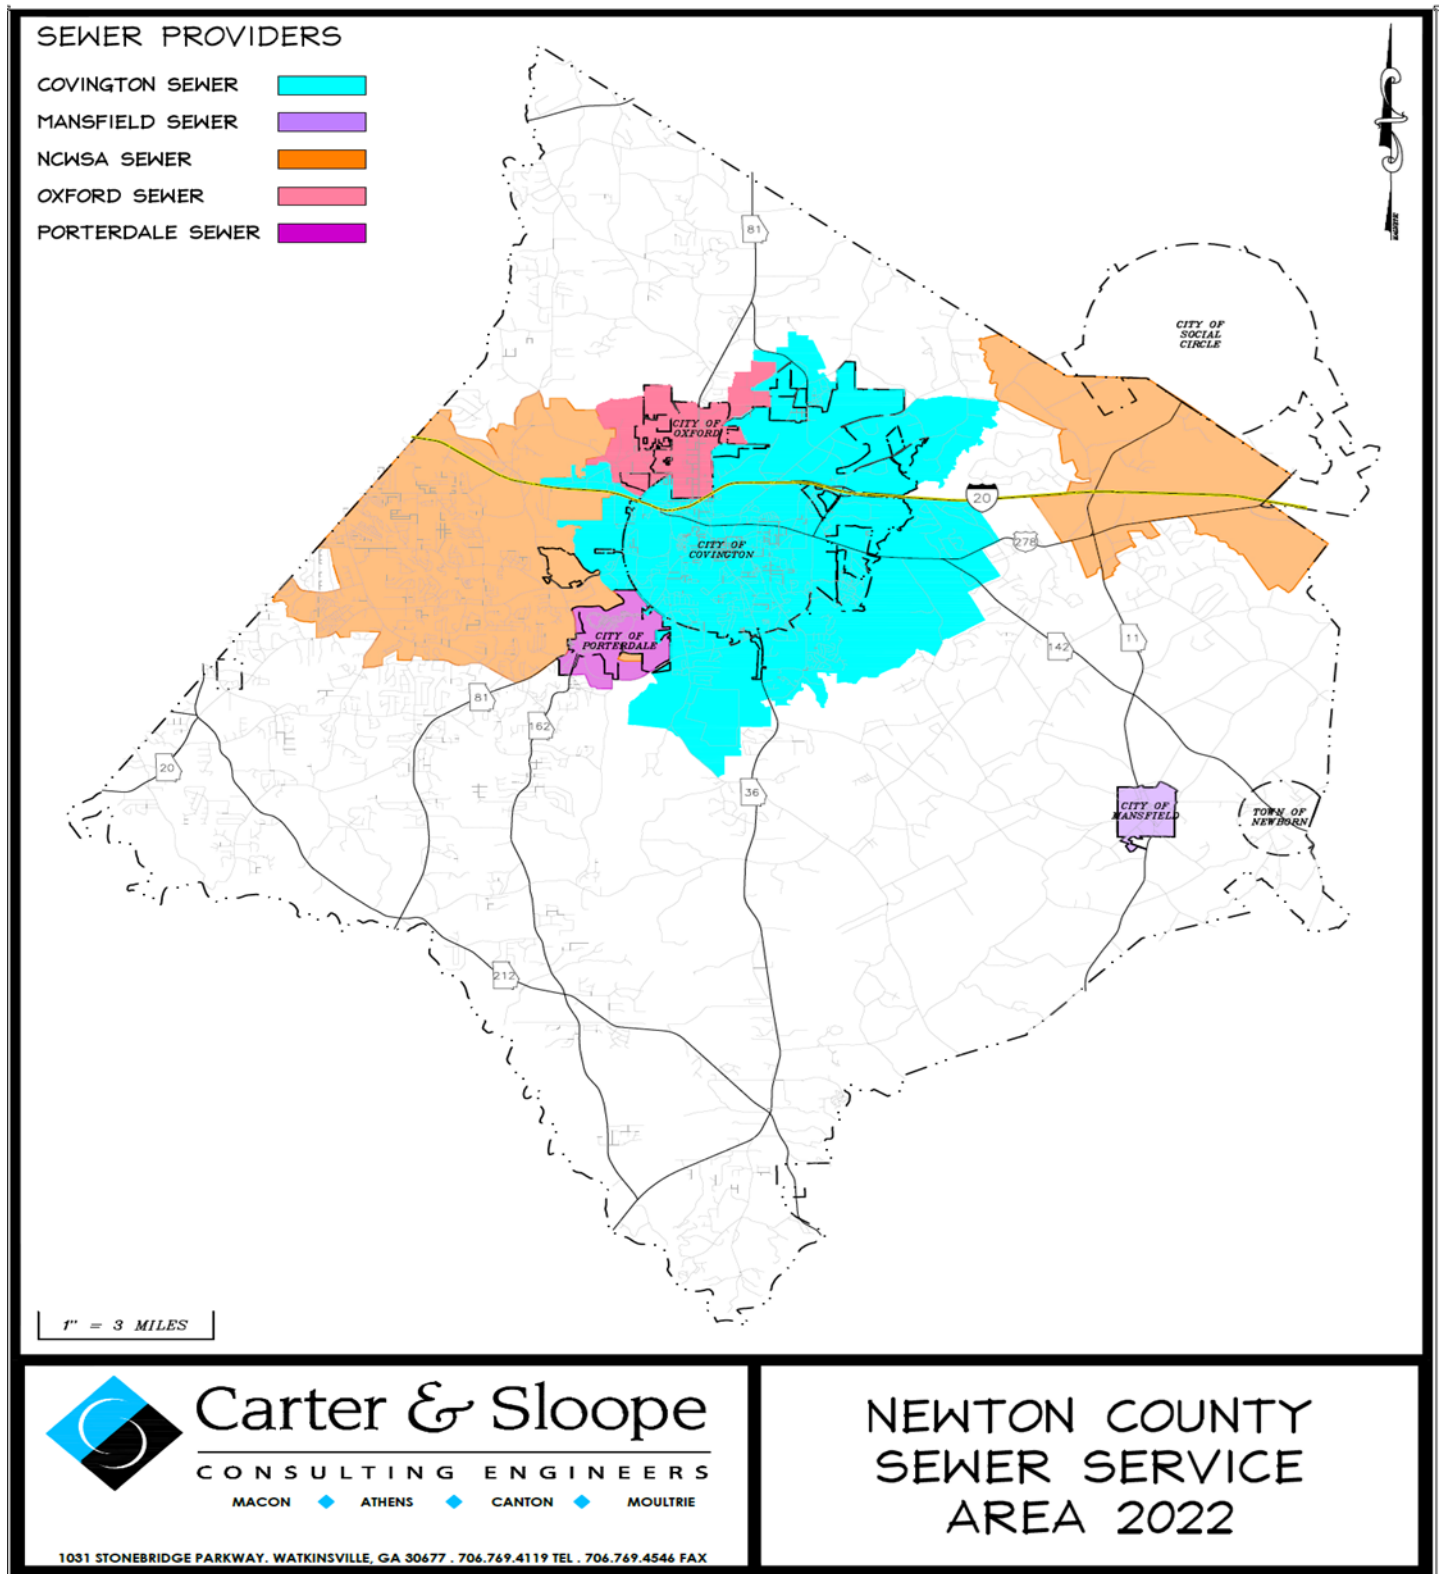 SEWER PROVIDERS
COVINGTON SEWER
MANSFIELD SEWER
NCWSA SEWER
OXFORD SEWER
PORTERDALE SEWER
81
CITY OF
SOCIAL
CIRCLE
CITY OF
OXFORD
20
278
CITY OF
COVINGTON
CITY OF
PORTERDALE
11
142
81
162
20
36
CITY OF
MANSFIELD
TOWN OF
NEWBORN
212
1" = 3 MILES
Carter & Sloope
CONSULTING ENGINEERS
MACON ATHENS CANTON MOULTRIE
1031 STONEBRIDGE PARKWAY. WATKINSVILLE, GA 30677 . 706.769.4119 TEL . 706.769.4546 FAX
NEWTON COUNTY
SEWER SERVICE
AREA 2022